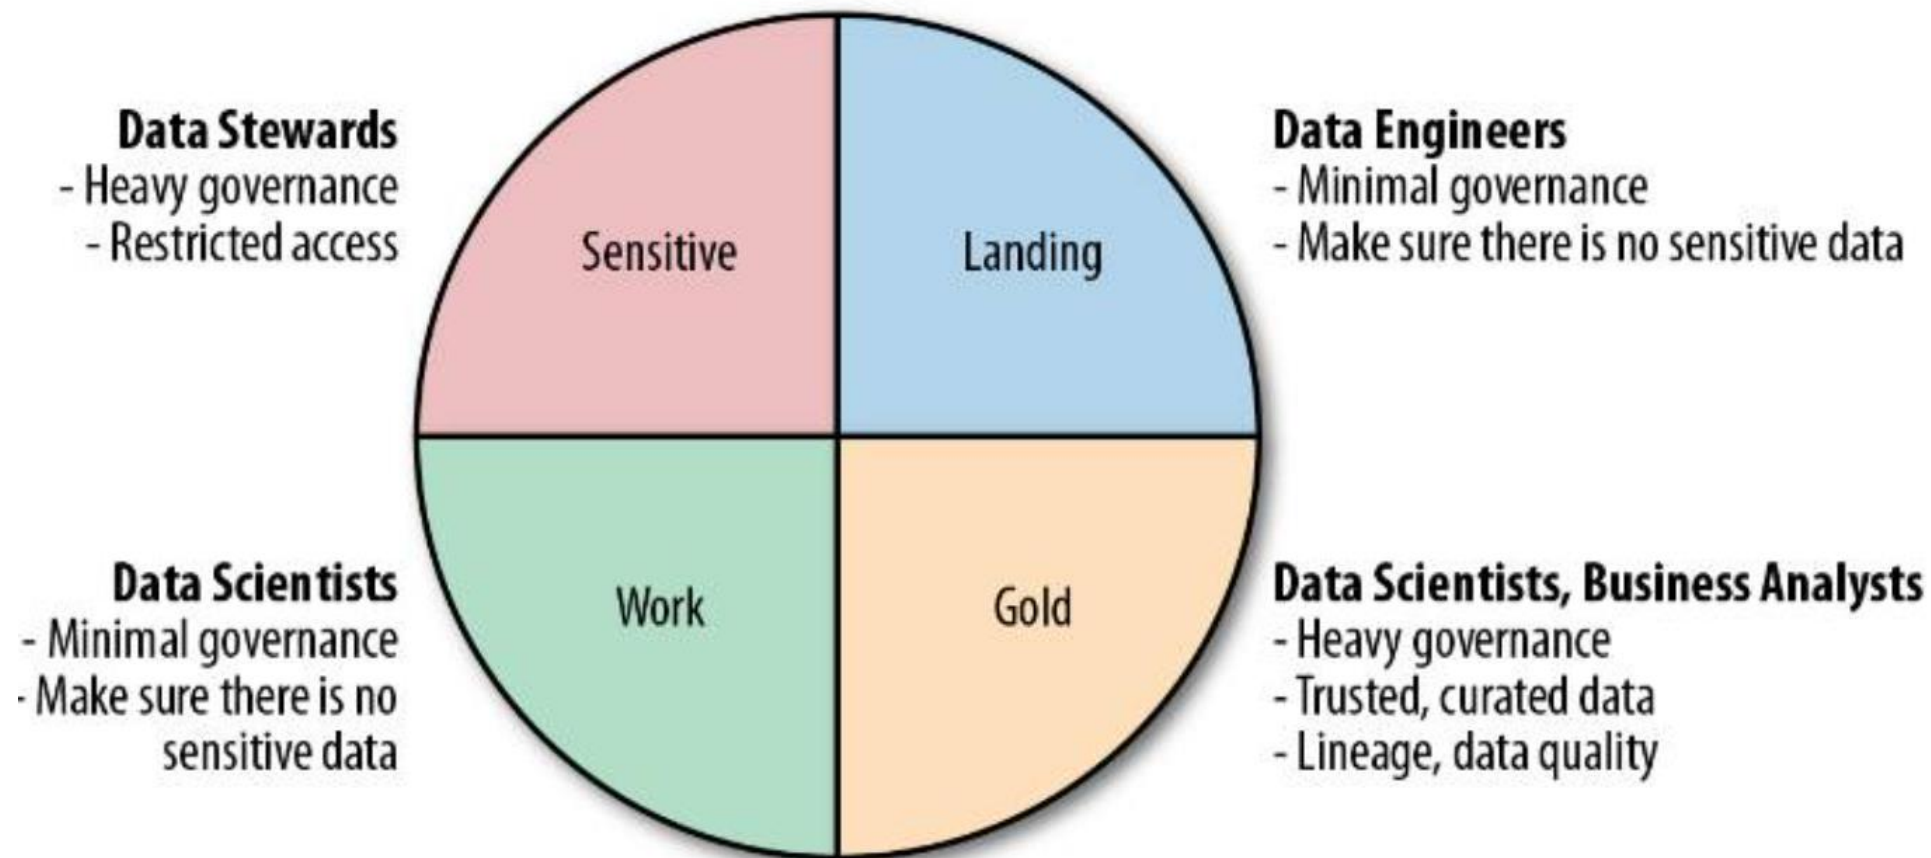 Data Stewards
- Heavy governance
- Restricted access
Sensitive
Landing
Data Engineers
- Minimal governance
- Make sure there is no sensitive data
Data Scientists
- Minimal governance
- Make sure there is no
sensitive data
Work
Gold
Data Scientists, Business Analysts
- Heavy governance
- Trusted, curated data
- Lineage, data quality